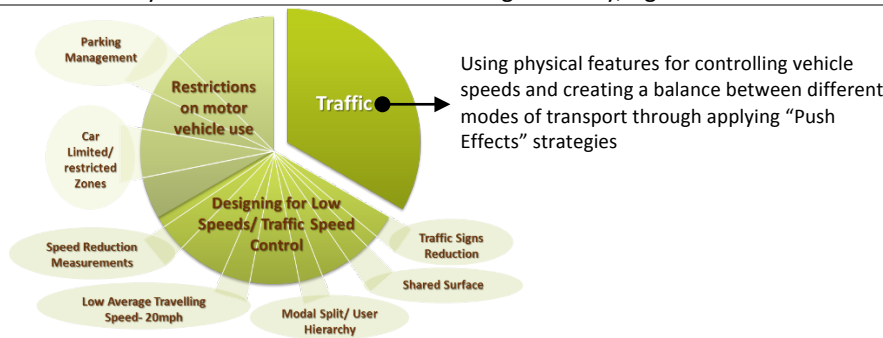 Parking
Management
Restrictions
on motor
vehicle use
Traffic
Using physical features for controlling vehicle
speeds and creating a balance between different
modes of transport through applying “Push
Effects” strategies
Car
Limited/
restricted
Zones
Designing for Low
Speeds/ Traffic Speed
Control
Speed Reduction
Measurements
Traffic Signs
Reduction
Shared Surface
Low Average Travelling
Speed- 20mph
Modal Split/ User
Hierarchy